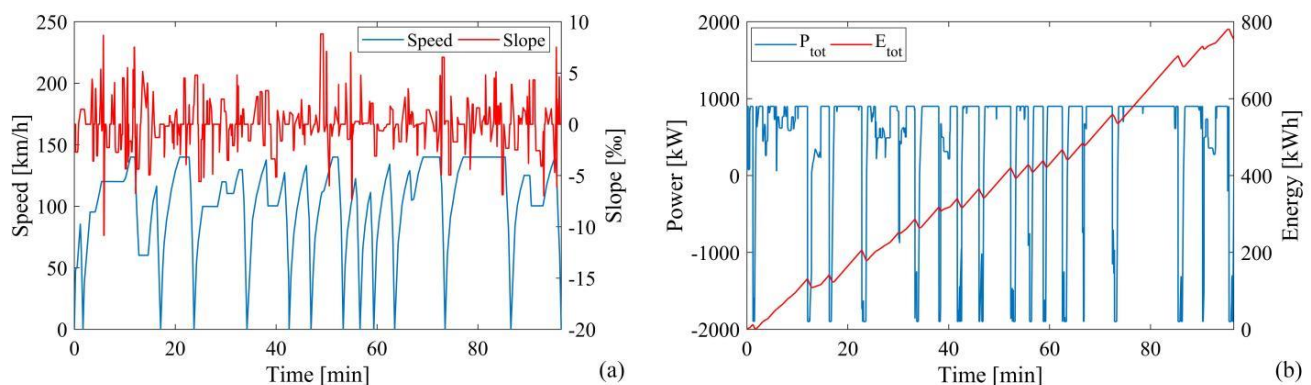 250
200
150
100
50
0
Speed [km/h]
Speed Slope
10
5
0
-5
-10
-15
-20
Slope [‰]
0 20 40 60 80
Time [min]
(a)
2000
1000
0
-1000
-2000
Power [kW]
P_tot E_tot
800
600
400
200
0
Energy [kWh]
0 20 40 60 80
Time [min]
(b)